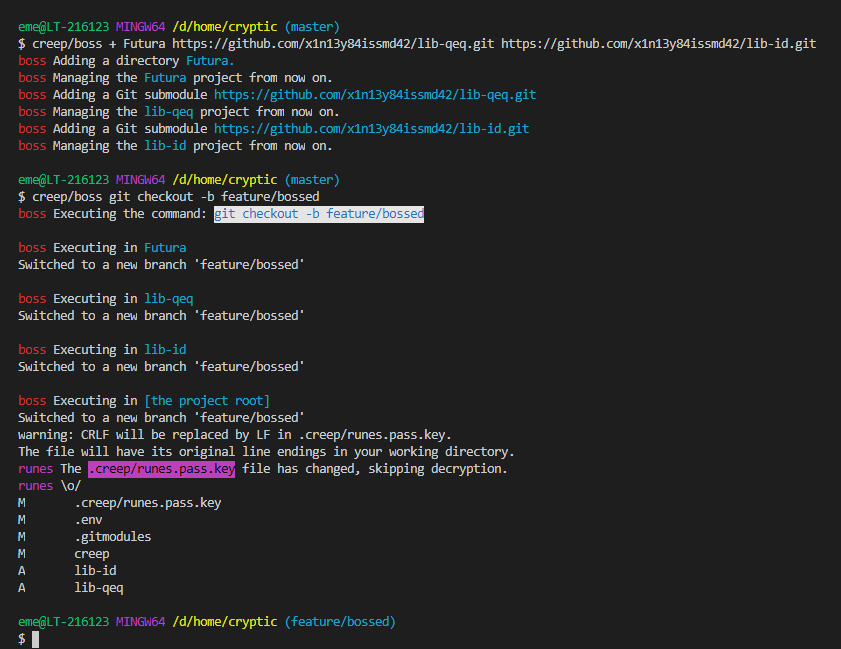 eme@LT-216123 MINGW64 /d/home/cryptic (master)
$ creep/boss + Futura https://github.com/x1n13y84issmd42/lib-qeq.git https://github.com/x1n13y84issmd42/lib-id.git
boss Adding a directory Futura.
boss Managing the Futura project from now on.
boss Adding a Git submodule https://github.com/x1n13y84issmd42/lib-qeq.git
boss Managing the lib-qeq project from now on.
boss Adding a Git submodule https://github.com/x1n13y84issmd42/lib-id.git
boss Managing the lib-id project from now on.
eme@LT-216123 MINGW64 /d/home/cryptic (master)
$ creep/boss git checkout -b feature/bossed
boss Executing the command: git checkout -b feature/bossed
boss Executing in Futura
Switched to a new branch 'feature/bossed'
boss Executing in lib-qeq
Switched to a new branch 'feature/bossed'
boss Executing in lib-id
Switched to a new branch 'feature/bossed'
boss Executing in [the project root]
Switched to a new branch 'feature/bossed'
warning: CRLF will be replaced by LF in .creep/runes.pass.key.
The file will have its original line endings in your working directory.
runes The .creep/runes.pass.key file has changed, skipping decryption.
runes \o/
M       .creep/runes.pass.key
M       .env
M       .gitmodules
M       creep
A       lib-id
A       lib-qeq
eme@LT-216123 MINGW64 /d/home/cryptic (feature/bossed)
$